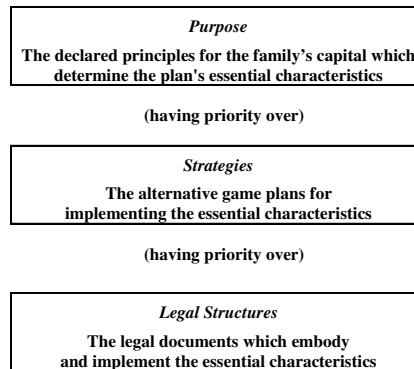 Purpose
The declared principles for the family's capital which
determine the plan's essential characteristics
(having priority over)
Strategies
The alternative game plans for
implementing the essential characteristics
(having priority over)
Legal Structures
The legal documents which embody
and implement the essential characteristics